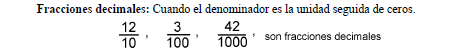 Fracciones decimales: Cuando el denominador es la unidad seguida de ceros.
12/10 , 3/100 , 42/1000 , son fracciones decimales